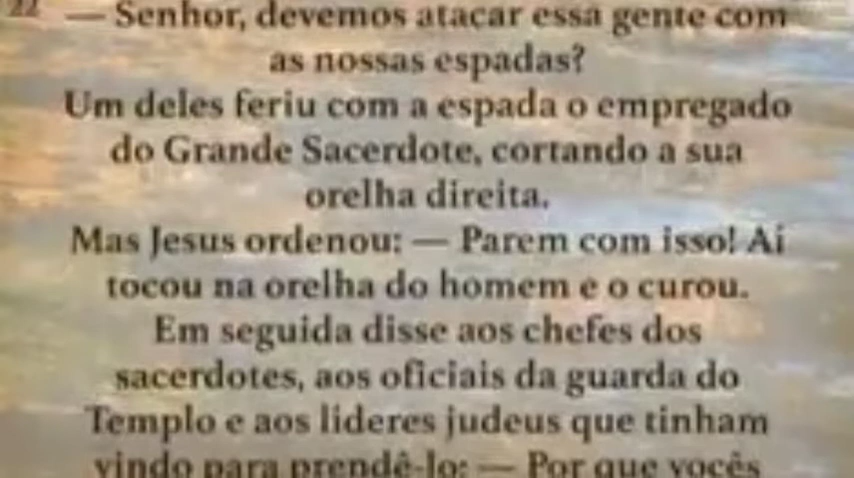 22
— Senhor, devemos atacar essa gente com
as nossas espadas?
Um deles feriu com a espada o empregado
do Grande Sacerdote, cortando a sua
orelha direita.
Mas Jesus ordenou: — Parem com isso! Aí
tocou na orelha do homem e o curou.
Em seguida disse aos chefes dos
sacerdotes, aos oficiais da guarda do
Templo e aos líderes judeus que tinham
vindo para prendê-lo: — Por que vocês